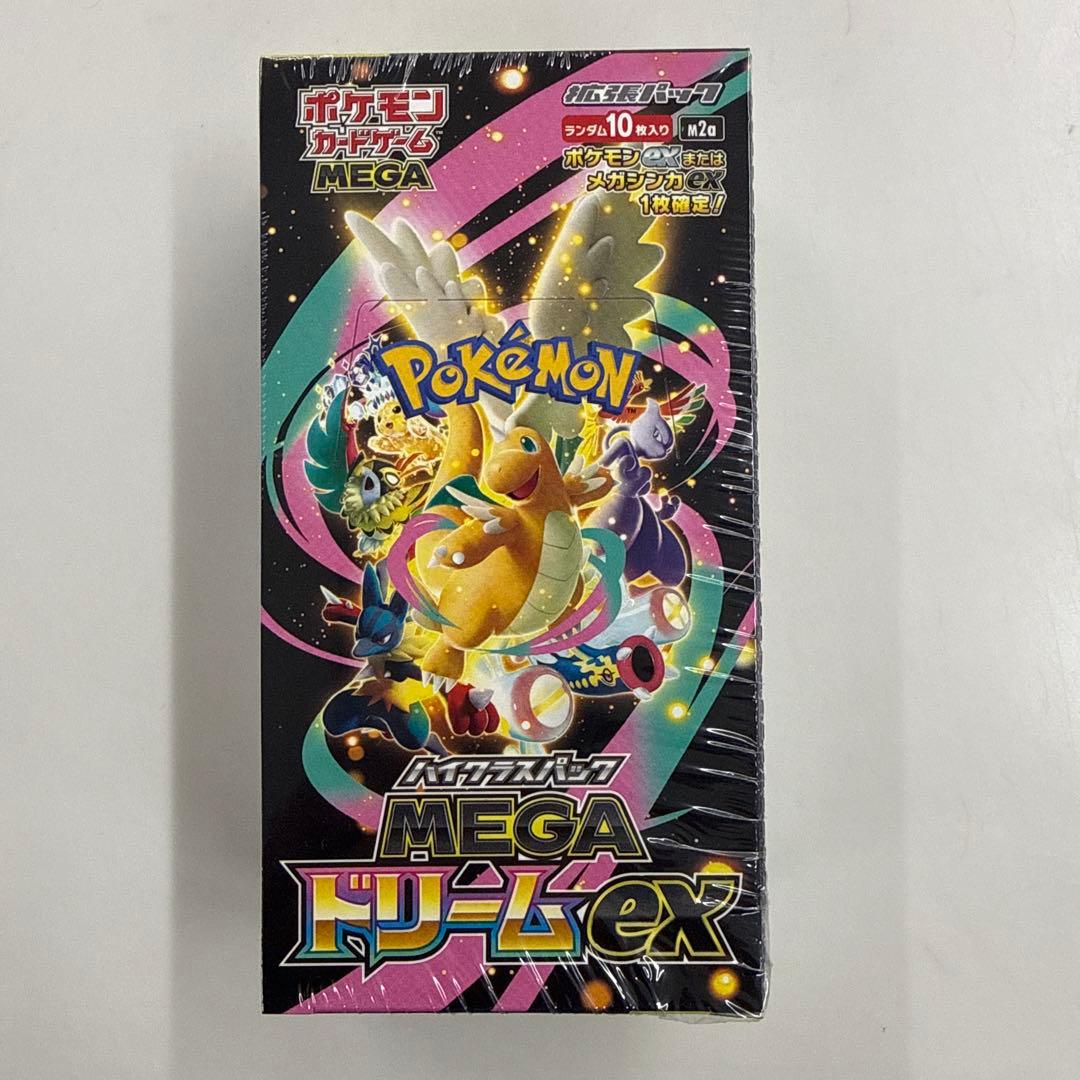 ポケモン
カードゲーム™
MEGA
拡張パック
ランダム10枚入り M2a
ポケモンexまたは
メガシンカex
1枚確定!
POKÉMON™
ハイクラスパック
MEGA
ドリームex